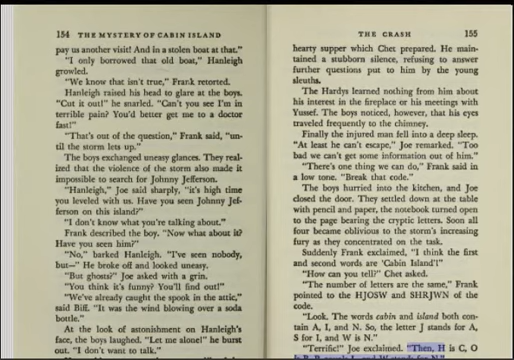 154 THE MYSTERY OF CABIN ISLAND
pay us another visit! And in a stolen boat at that."
"I only borrowed that old boat," Hanleigh
growled.
"We know that isn't true," Frank retorted.
Hanleigh raised his head to glare at the boys.
"Cut it out!" he snarled. "Can't you see I'm in
terrible pain? You'd better get me to a doctor
fast!"
"That's out of the question," Frank said, "un-
til the storm lets up."
The boys exchanged uneasy glances. They real-
ized that the violence of the storm also made it
impossible to search for Johnny Jefferson.
"Hanleigh," Joe said sharply, "it's high time
you leveled with us. Have you seen Johnny Jef-
ferson on this island?"
"I don't know what you're talking about."
Frank described the boy. "Now what about it?
Have you seen him?"
"No," barked Hanleigh. "I've seen nobody,
but—" He broke off and looked uneasy.
"But ghosts?" Joe asked with a grin.
"You think it's funny? You'll find out!"
"We've already caught the spook in the attic,"
said Biff. "It was the wind blowing over a soda
bottle."
At the look of astonishment on Hanleigh's
face, the boys laughed. "Let me alone!" he burst
out. "I don't want to talk."
THE CRASH 155
hearty supper which Chet prepared. He main-
tained a stubborn silence, refusing to answer
further questions put to him by the young
sleuths.
The Hardys learned nothing from him about
his interest in the fireplace or his meetings with
Yussef. The boys noticed, however, that his eyes
traveled frequently to the chimney.
Finally the injured man fell into a deep sleep.
"At least he can't escape," Joe remarked. "Too
bad we can't get some information out of him."
"There's one thing we can do," Frank said in
a low tone. "Break that code."
The boys hurried into the kitchen, and Joe
closed the door. They settled down at the table
with pencil and paper, the notebook turned open
to the page bearing the cryptic letters. Soon all
four became oblivious to the storm's increasing
fury as they concentrated on the task.
Suddenly Frank exclaimed, "I think the first
and second words are 'Cabin Island'!"
"How can you tell?" Chet asked.
"The number of letters are the same," Frank
pointed to the HJOSW and SHRJWN of the
code.
"Look. The words cabin and island both con-
tain A, I, and N. So, the letter J stands for A,
S for I, and W is N."
"Terrific!" Joe exclaimed. "Then, H is C, O